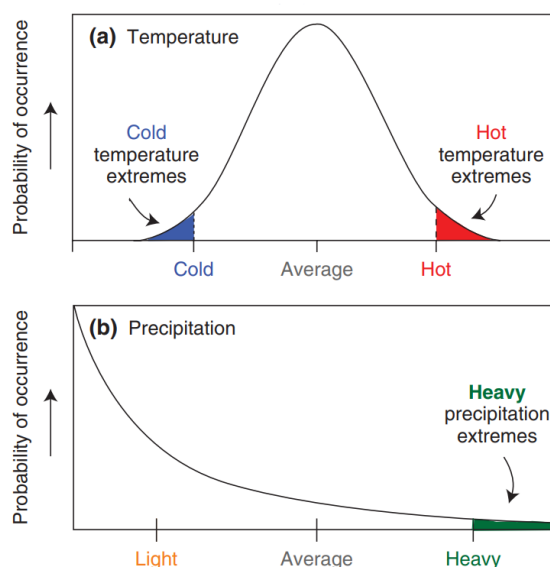 Probability of occurrence
(a) Temperature
Cold
temperature
extremes
Hot
temperature
extremes
Cold
Average
Hot
Probability of occurrence
(b) Precipitation
Heavy
precipitation
extremes
Light
Average
Heavy